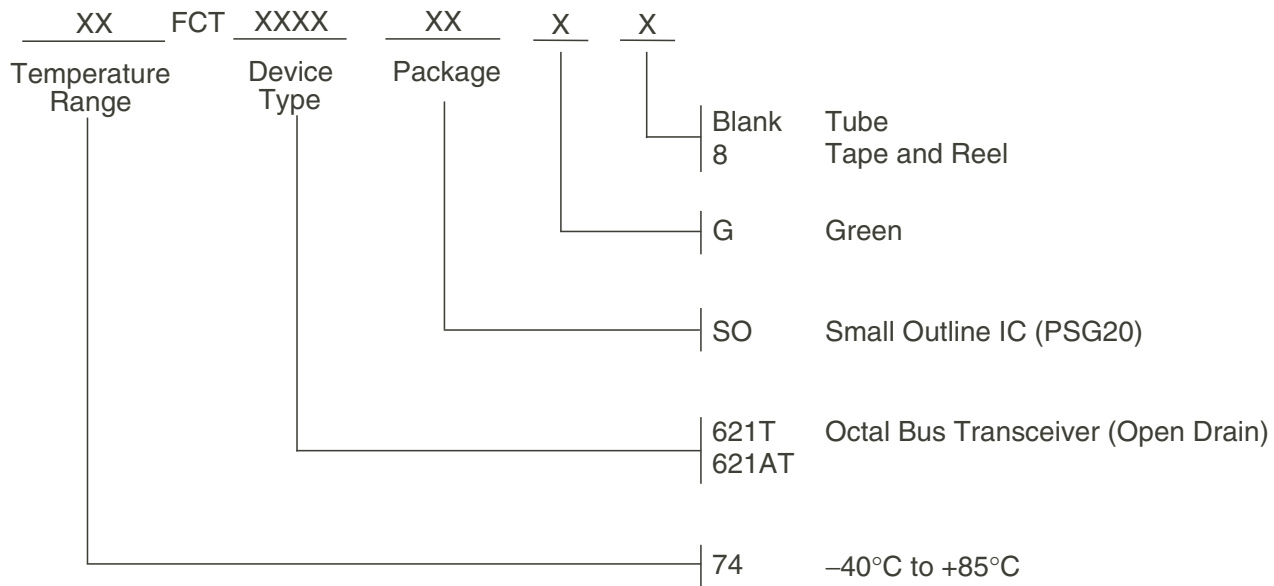 XX FCT XXXX XX X X
Temperature Range
Device Type
Package
Blank Tube
8 Tape and Reel
G Green
SO Small Outline IC (PSG20)
621T Octal Bus Transceiver (Open Drain)
621AT
74 –40°C to +85°C